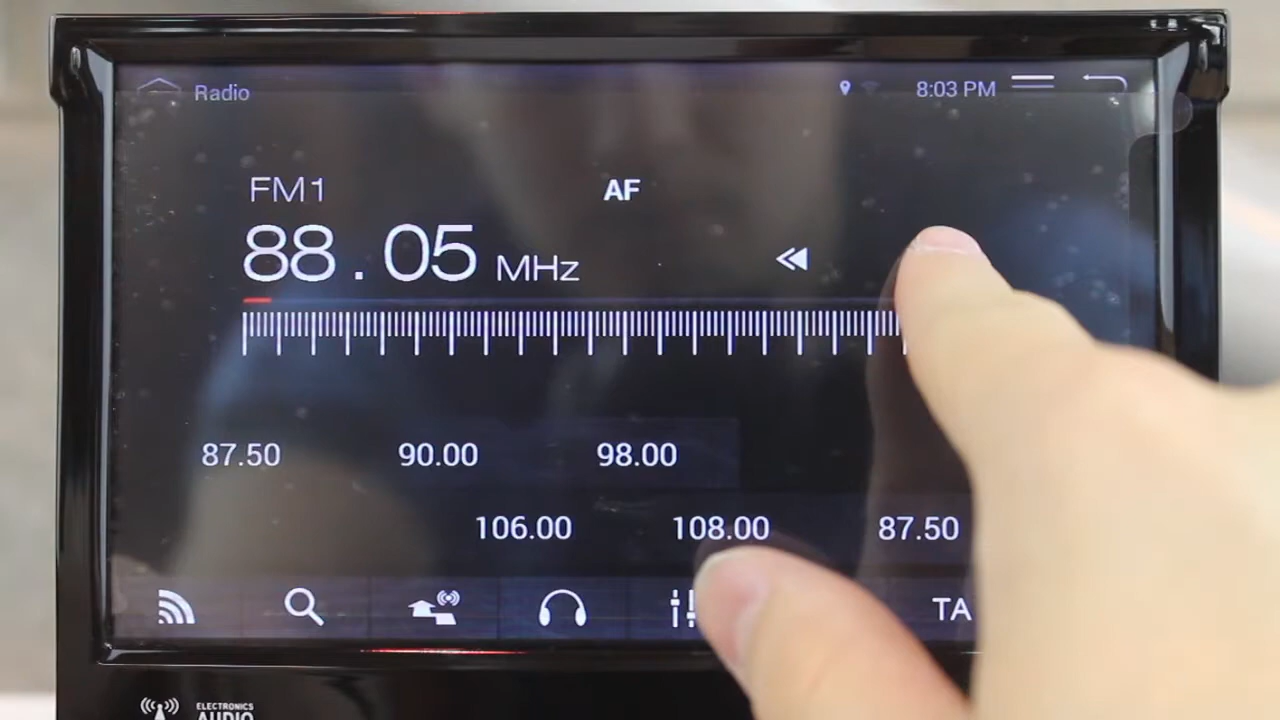 Radio
8:03 PM
FM1
AF
88.05 MHz
87.50 90.00 98.00
106.00 108.00 87.50
TA
ELECTRONICS
AUDIO